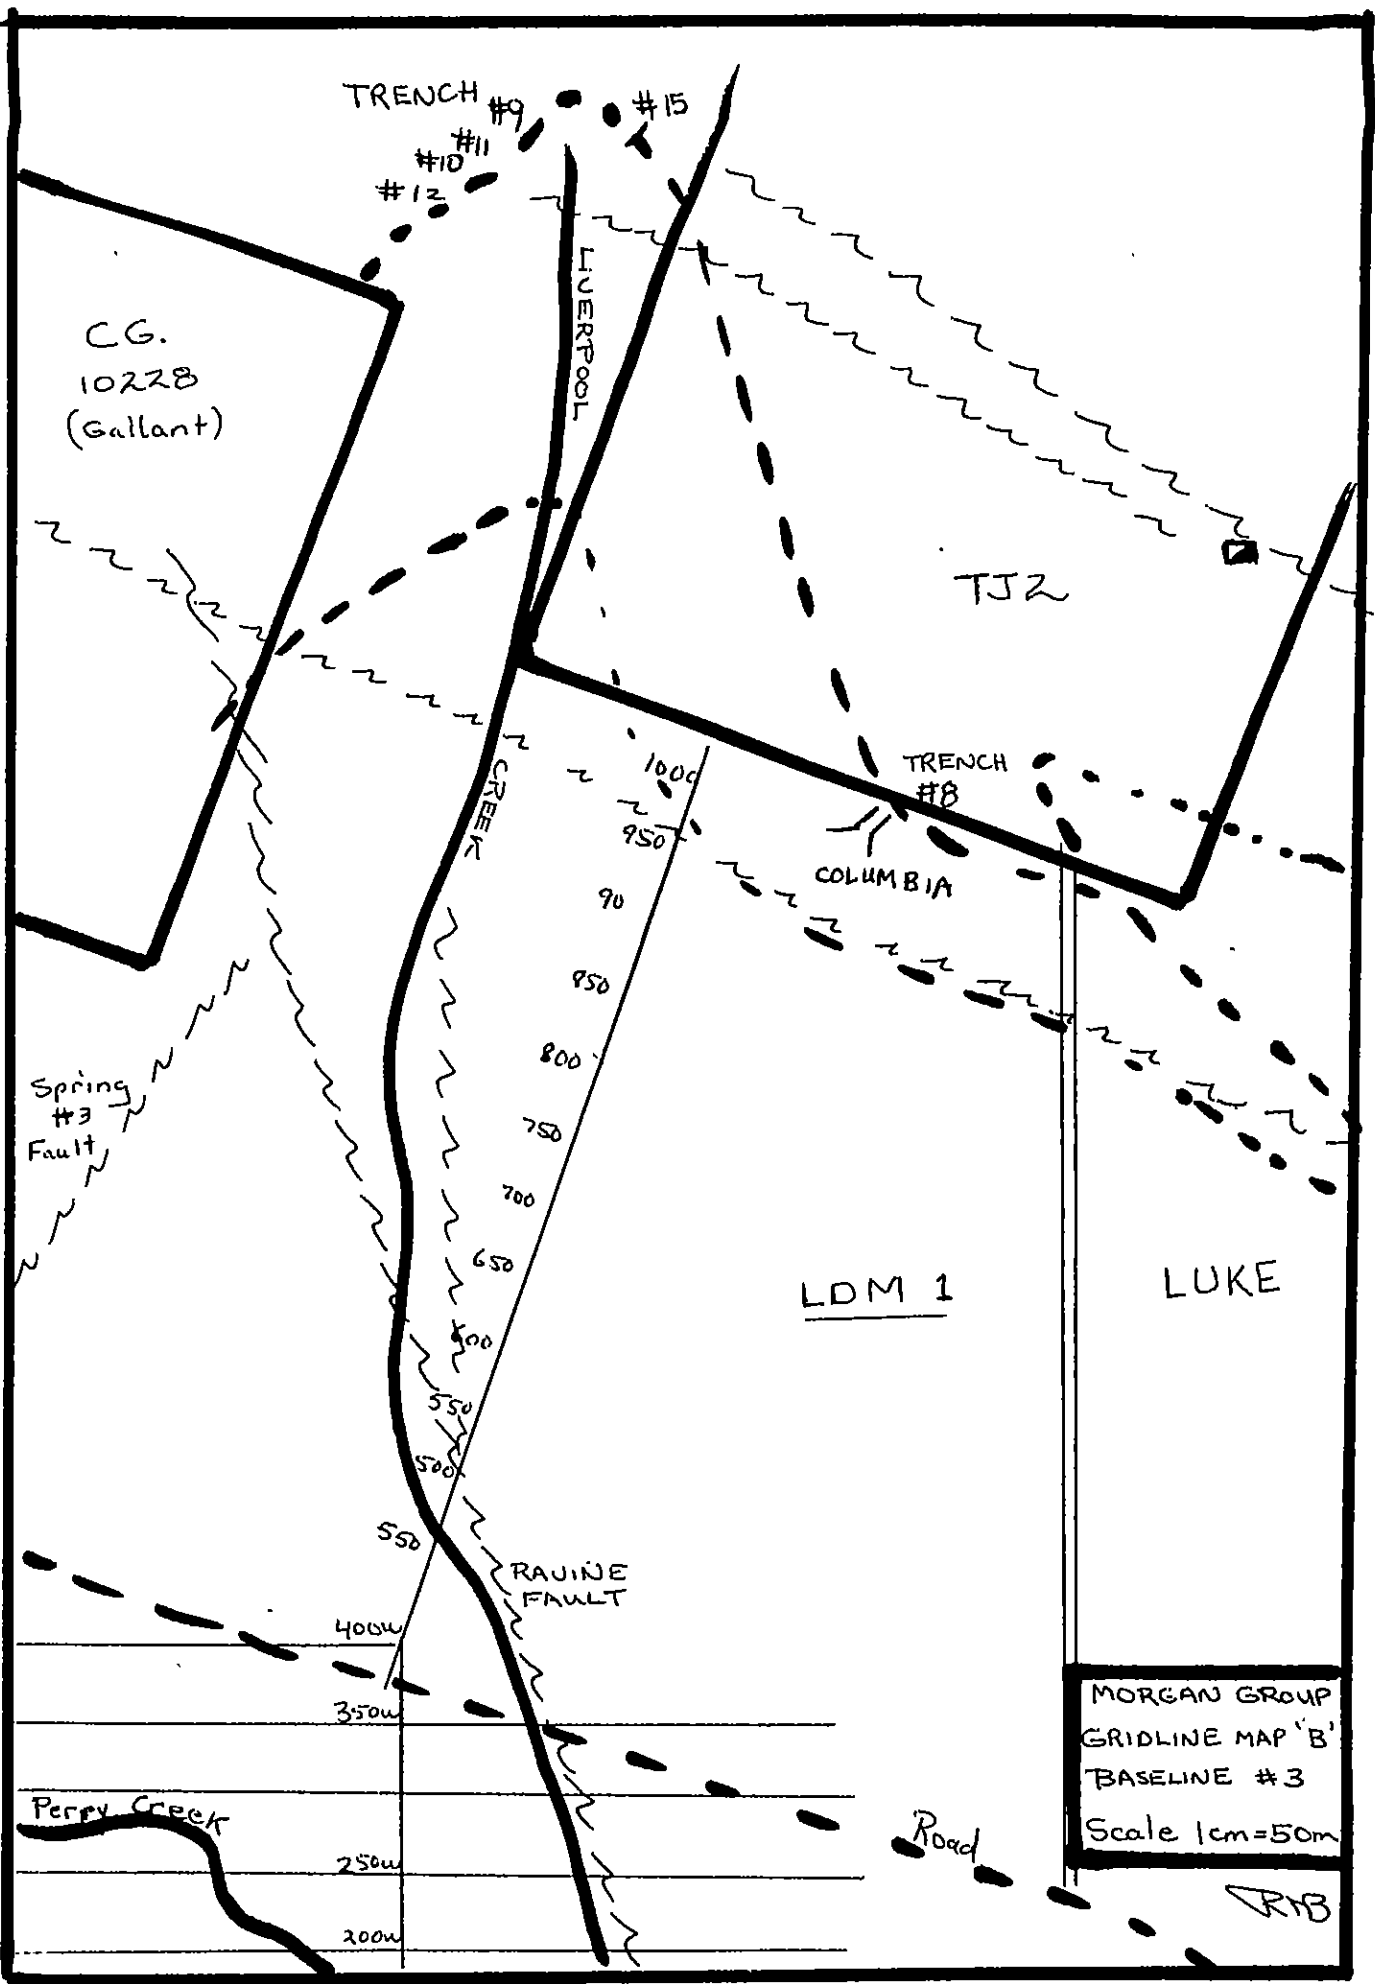 TRENCH #9
#15
#11
#10
#12
LIVERPOOL
C.G.
10228
(Gallant)
TJ2
TRENCH
#8
COLUMBIA
CREEK
1000
950
90
850
800
750
700
650
600
550
500
550
Spring
#3
Fault
LDM 1
LUKE
RAVINE
FAULT
400W
350W
250W
200W
Perry Creek
Road
MORGAN GROUP
GRIDLINE MAP "B"
BASELINE #3
Scale 1cm=50m